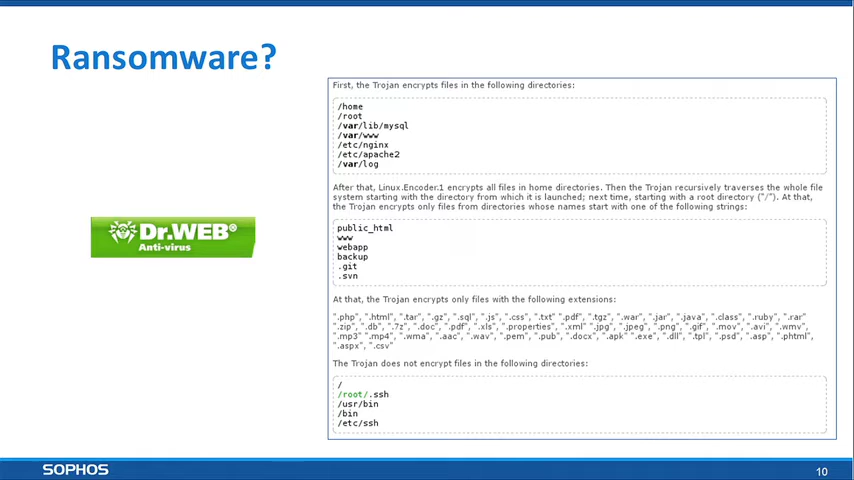 Ransomware?
First, the Trojan encrypts files in the following directories:
/home
/root
/var/lib/mysql
/var/www
/etc/nginx
/etc/apache2
/var/log
After that, Linux.Encoder.1 encrypts all files in home directories. Then the Trojan recursively traverses the whole file
system starting with the directory from which it is launched; next time, starting with a root directory ("/"). At that,
the Trojan encrypts only files from directories whose names start with one of the following strings:
public_html
www
webapp
backup
.git
.svn
At that, the Trojan encrypts only files with the following extensions:
".php", ".html", ".tar", ".gz", ".sql", ".js", ".css", ".txt" ".pdf", ".tgz", ".war", ".jar", ".java", ".class", ".ruby", ".rar"
".zip", ".db", ".7z", ".doc", ".pdf", ".xls", ".properties", ".xml" ".jpg", ".jpeg", ".png", ".gif", ".mov", ".avi", ".wmv",
".mp3" ".mp4", ".wma", ".aac", ".wav", ".pem", ".pub", ".docx", ".apk" ".exe", ".dll", ".tpl", ".psd", ".asp", ".phtml",
".aspx", ".csv"
The Trojan does not encrypt files in the following directories:
/
/root/.ssh
/usr/bin
/bin
/etc/ssh
Dr.WEB®
Anti-virus
SOPHOS
10